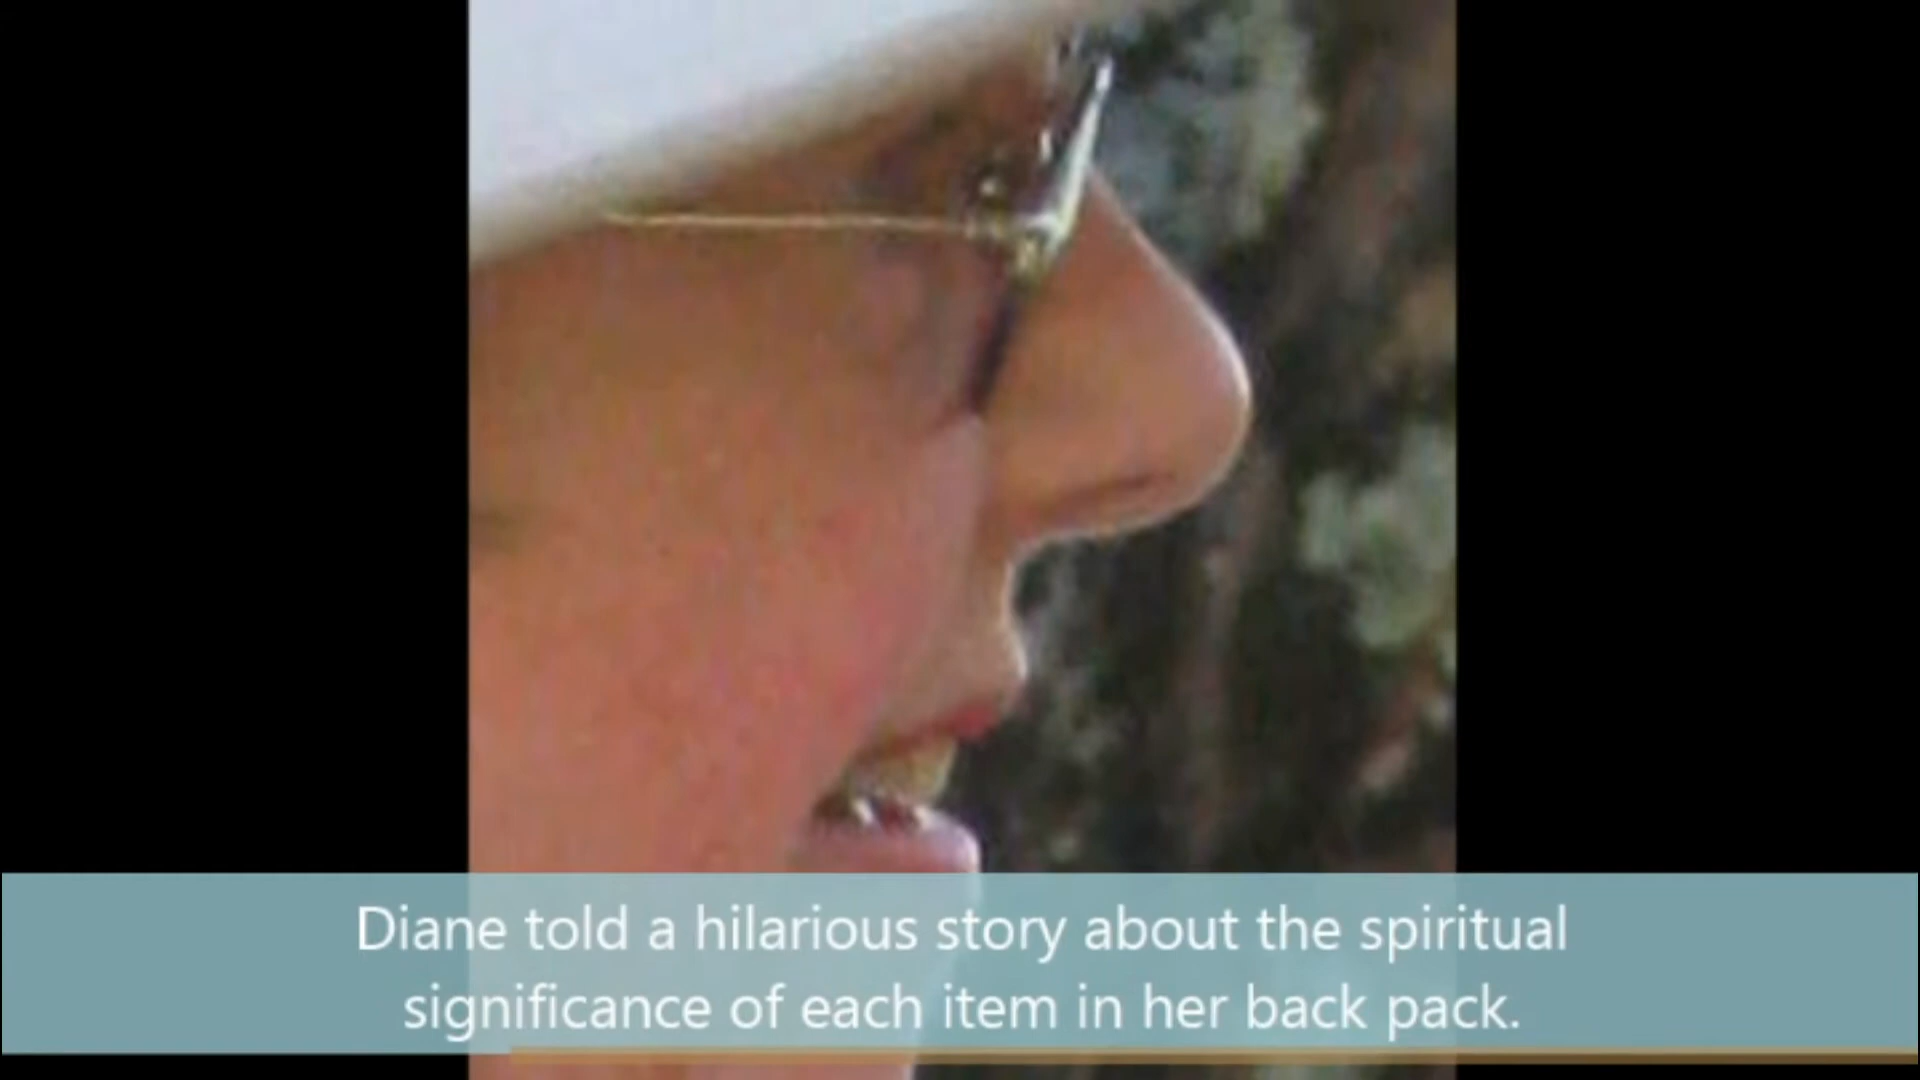 Diane told a hilarious story about the spiritual
significance of each item in her back pack.